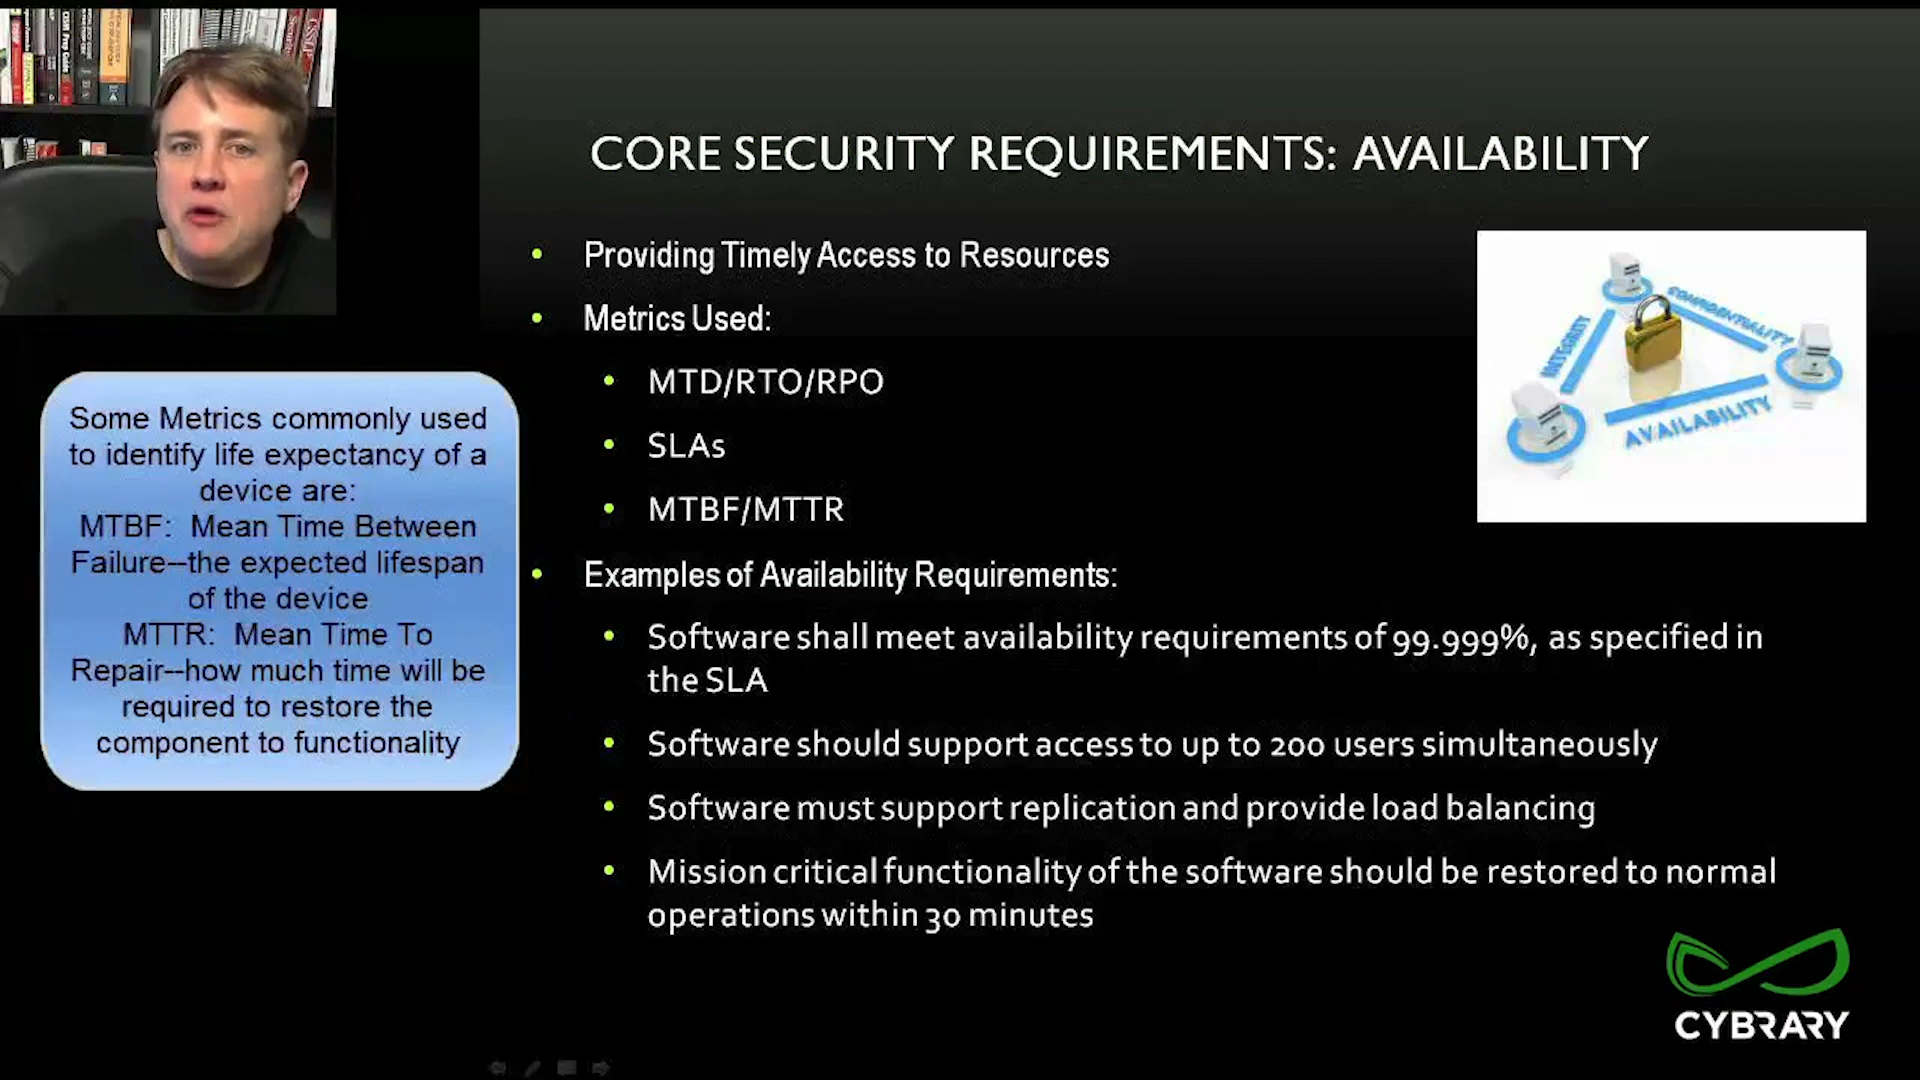 CORE SECURITY REQUIREMENTS: AVAILABILITY
• Providing Timely Access to Resources
• Metrics Used:
• MTD/RTO/RPO
• SLAs
• MTBF/MTTR
• Examples of Availability Requirements:
• Software shall meet availability requirements of 99.999%, as specified in
the SLA
• Software should support access to up to 200 users simultaneously
• Software must support replication and provide load balancing
• Mission critical functionality of the software should be restored to normal
operations within 30 minutes
Some Metrics commonly used
to identify life expectancy of a
device are:
MTBF: Mean Time Between
Failure--the expected lifespan
of the device
MTTR: Mean Time To
Repair--how much time will be
required to restore the
component to functionality
INTEGRITY
CONFIDENTIALITY
AVAILABILITY
CYBRARY